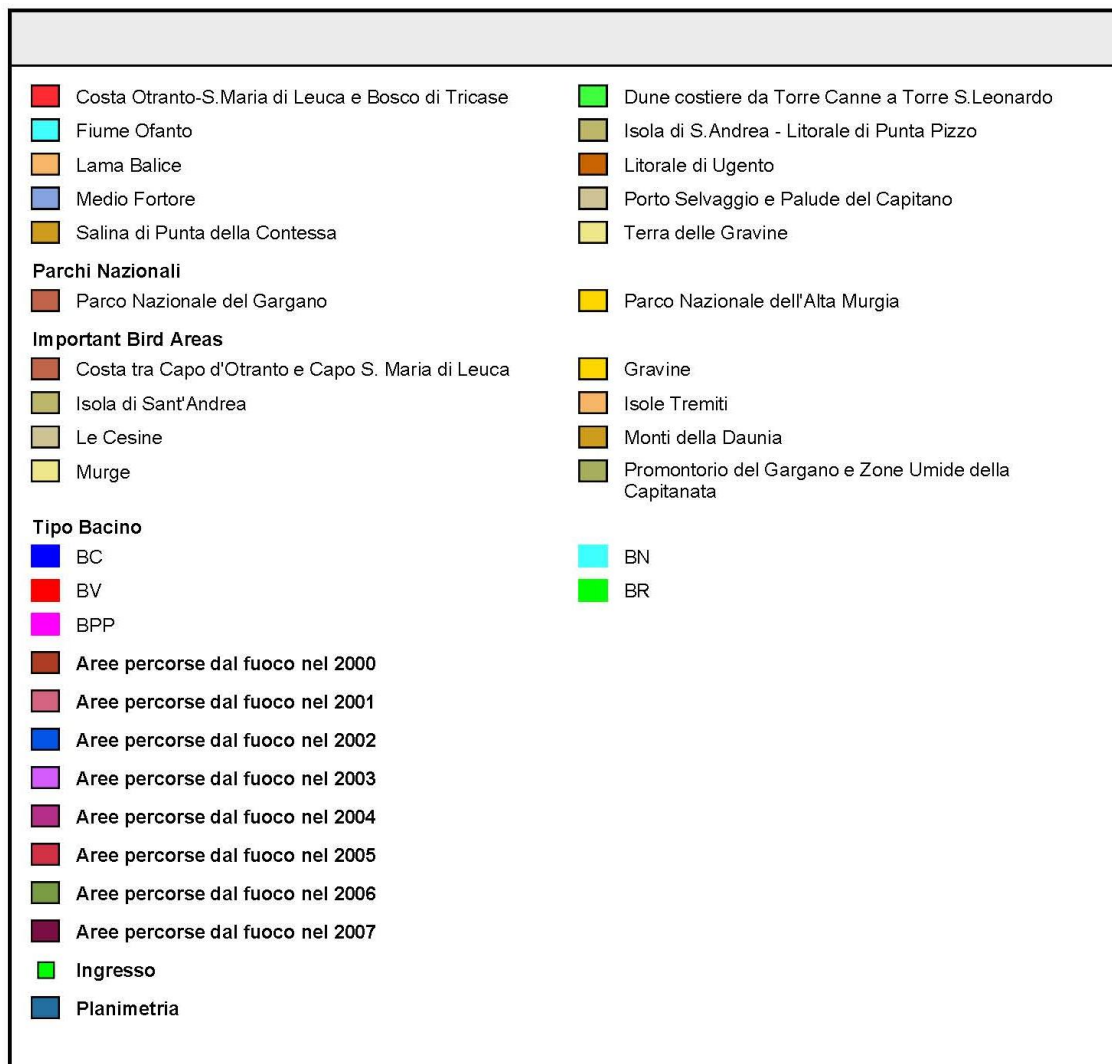 Costa Otranto-S.Maria di Leuca e Bosco di Tricase
Dune costiere da Torre Canne a Torre S.Leonardo
Fiume Ofanto
Isola di S.Andrea - Litorale di Punta Pizzo
Lama Balice
Litorale di Ugento
Medio Fortore
Porto Selvaggio e Palude del Capitano
Salina di Punta della Contessa
Terra delle Gravine
Parchi Nazionali
Parco Nazionale del Gargano
Parco Nazionale dell'Alta Murgia
Important Bird Areas
Costa tra Capo d'Otranto e Capo S. Maria di Leuca
Gravine
Isola di Sant'Andrea
Isole Tremiti
Le Cesine
Monti della Daunia
Murge
Promontorio del Gargano e Zone Umide della
Capitanata
Tipo Bacino
BC
BN
BV
BR
BPP
Aree percorse dal fuoco nel 2000
Aree percorse dal fuoco nel 2001
Aree percorse dal fuoco nel 2002
Aree percorse dal fuoco nel 2003
Aree percorse dal fuoco nel 2004
Aree percorse dal fuoco nel 2005
Aree percorse dal fuoco nel 2006
Aree percorse dal fuoco nel 2007
Ingresso
Planimetria